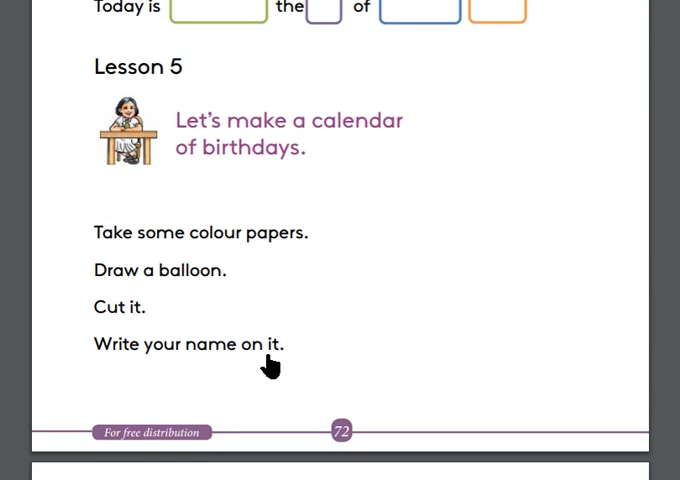 Today is the of
Lesson 5
Let's make a calendar
of birthdays.
Take some colour papers.
Draw a balloon.
Cut it.
Write your name on it.
For free distribution 72